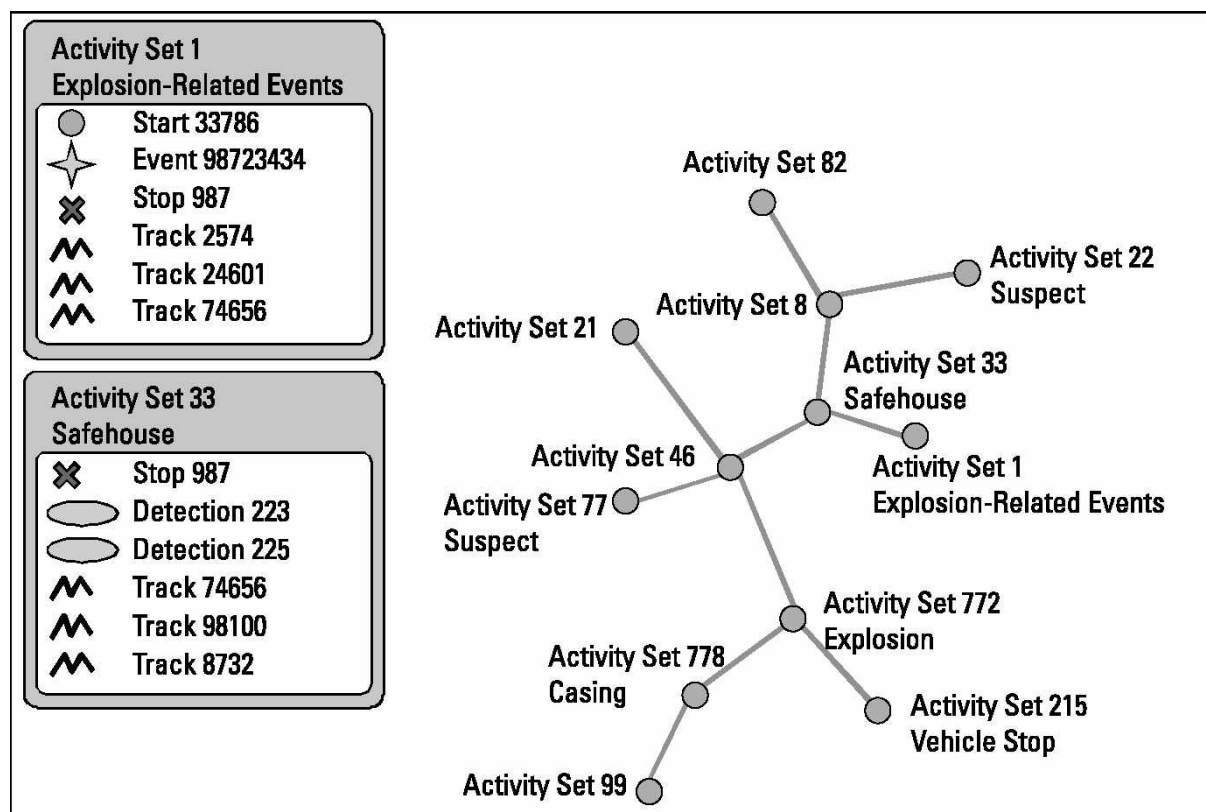 Activity Set 1
Explosion-Related Events
Start 33786
Event 98723434
Stop 987
Track 2574
Track 24601
Track 74656
Activity Set 33
Safehouse
Stop 987
Detection 223
Detection 225
Track 74656
Track 98100
Track 8732
Activity Set 82
Activity Set 22
Suspect
Activity Set 8
Activity Set 21
Activity Set 33
Safehouse
Activity Set 46
Activity Set 1
Explosion-Related Events
Activity Set 77
Suspect
Activity Set 772
Explosion
Activity Set 778
Casing
Activity Set 215
Vehicle Stop
Activity Set 99